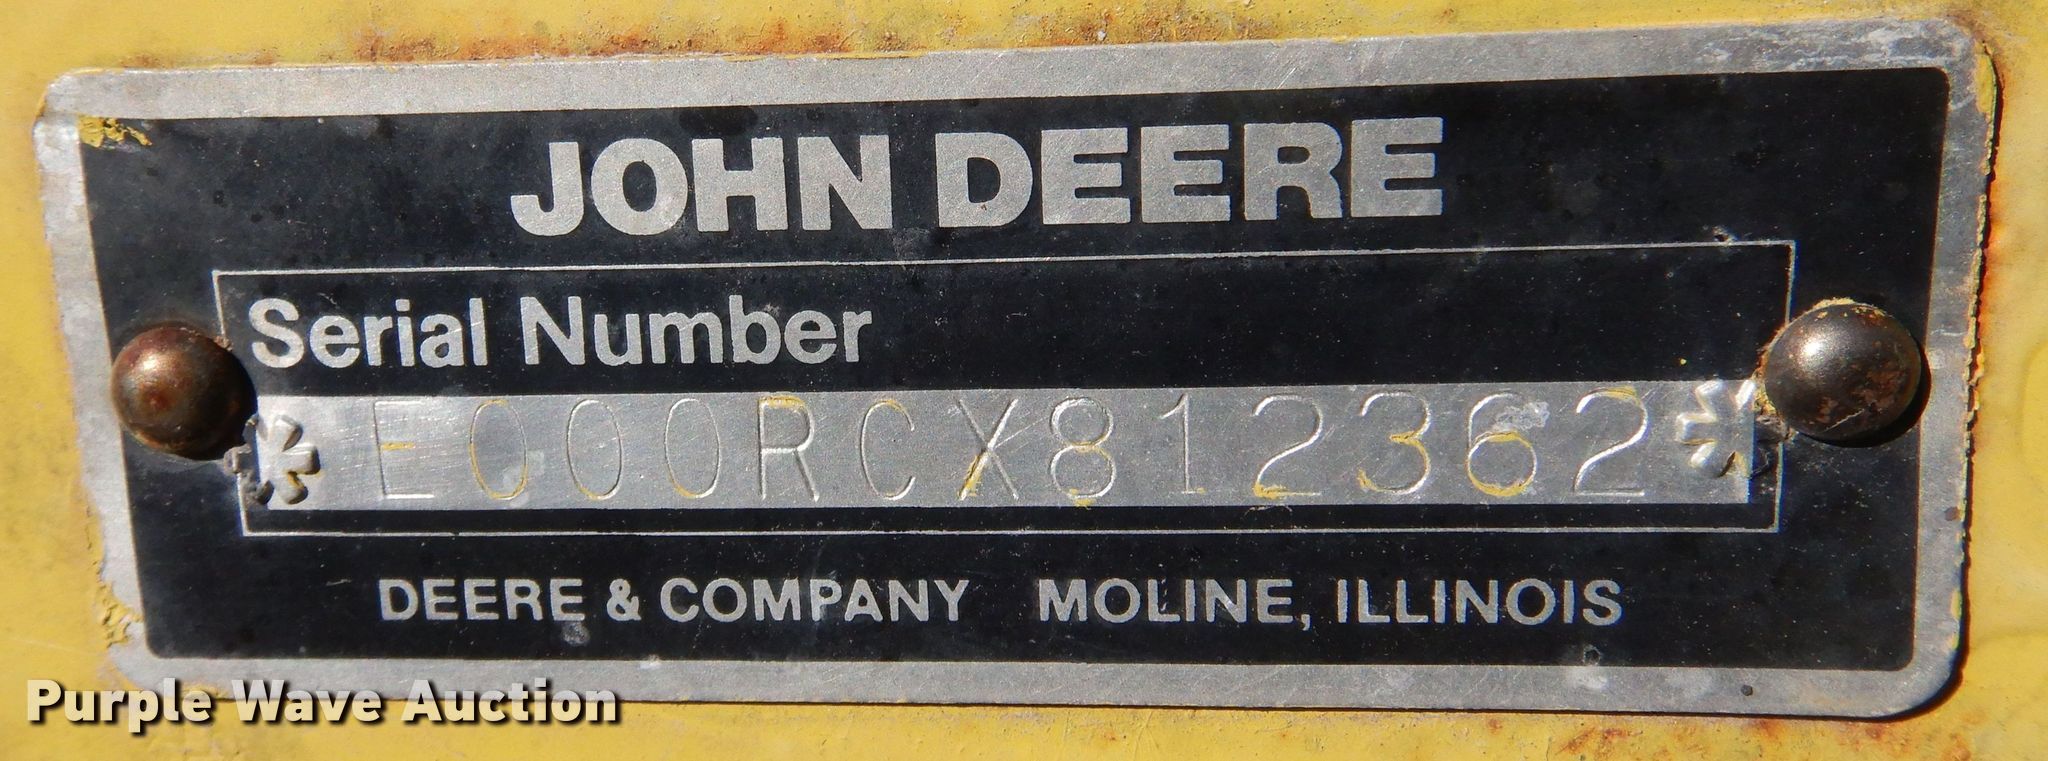 JOHN DEERE
Serial Number
*E000RCX812362*
DEERE & COMPANY MOLINE, ILLINOIS
Purple Wave Auction